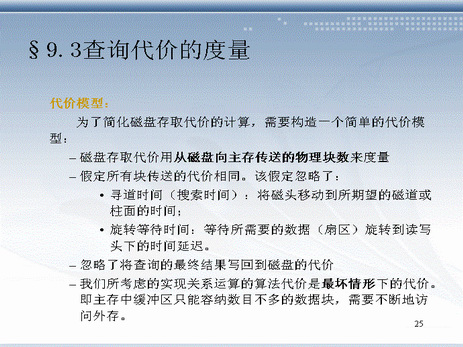 §9.3查询代价的度量
代价模型：
为了简化磁盘存取代价的计算，需要构造一个简单的代价模
型：
–磁盘存取代价用从磁盘向主存传送的物理块数来度量
–假定所有块传送的代价相同。该假定忽略了：
•寻道时间（搜索时间）：将磁头移动到所期望的磁道或
柱面的时间；
•旋转等待时间：等待所需要的数据（扇区）旋转到读写
头下的时间延迟。
–忽略了将查询的最终结果写回到磁盘的代价
–我们所考虑的实现关系运算的算法代价是最坏情形下的代价。
即主存中缓冲区只能容纳数目不多的数据块，需要不断地访
问外存。
25